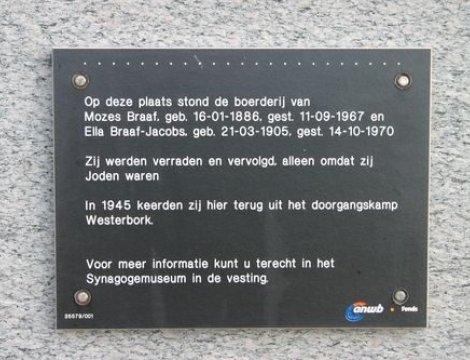 Op deze plaats stond de boerderij van
Mozes Braaf, geb. 16-01-1886, gest. 11-09-1967 en
Ella Braaf-Jacobs, geb. 21-03-1905, gest. 14-10-1970
Zij werden verraden en vervolgd, alleen omdat zij
Joden waren
In 1945 keerden zij hier terug uit het doorgangskamp
Westerbork.
Voor meer informatie kunt u terecht in het
Synagogemuseum in de vesting.
anwb Fonds
26579/001